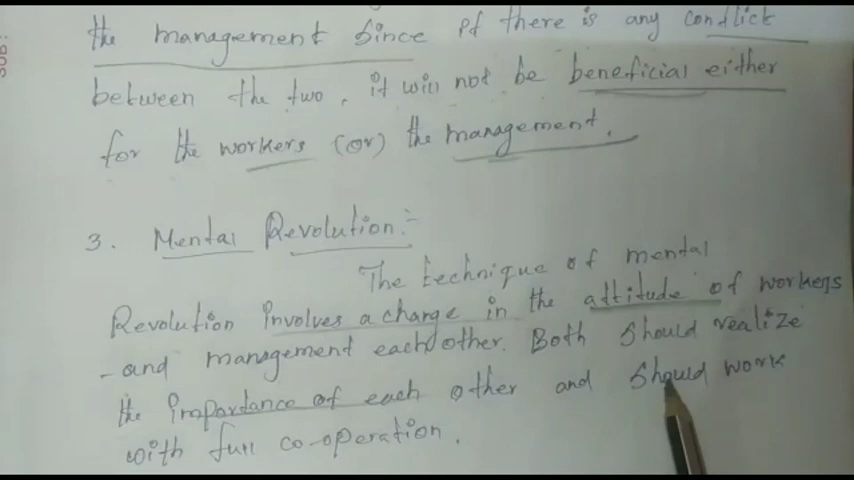 the management Since If there is any condlick
between the two, it will not be beneficial either
for the workers (or) the management.
3. Mental Revolution:-
The technique of mental
Revolution involves a change in the attitude of workers
-and management each other. Both should realize
the importance of each other and should work
with full co-operation.
SUB: